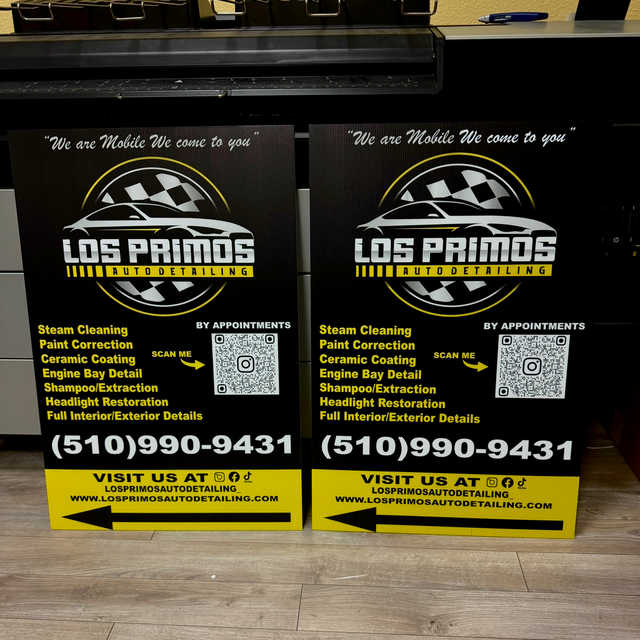 "We are Mobile We come to you"
LOS PRIMOS
AUTO DETAILING
Steam Cleaning
Paint Correction
Ceramic Coating
Engine Bay Detail
Shampoo/Extraction
Headlight Restoration
Full Interior/Exterior Details
BY APPOINTMENTS
SCAN ME
(510)990-9431
VISIT US AT
LOSPRIMOSAUTODETAILING_
WWW.LOSPRIMOSAUTODETAILING.COM
"We are Mobile We come to you"
LOS PRIMOS
AUTO DETAILING
Steam Cleaning
Paint Correction
Ceramic Coating
Engine Bay Detail
Shampoo/Extraction
Headlight Restoration
Full Interior/Exterior Details
BY APPOINTMENTS
SCAN ME
(510)990-9431
VISIT US AT
LOSPRIMOSAUTODETAILING_
WWW.LOSPRIMOSAUTODETAILING.COM